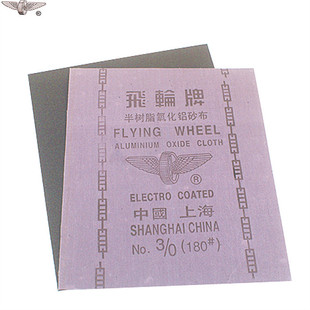 ®
飛輪牌
半树脂氧化铝砂布
FLYING WHEEL
ALUMINIUM OXIDE CLOTH
®
ELECTRO COATED
中國 上海
SHANGHAI CHINA
No. 3/0 (180#)